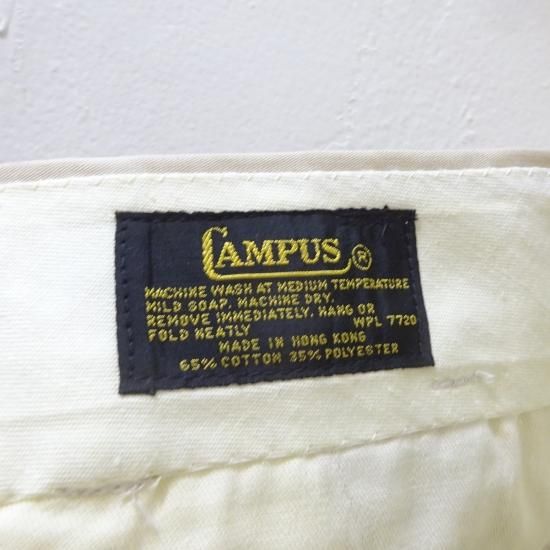 CAMPUS®
MACHINE WASH AT MEDIUM TEMPERATURE
MILD SOAP, MACHINE DRY.
REMOVE IMMEDIATELY, HANG OR
FOLD NEATLY WPL 7720
MADE IN HONG KONG
65% COTTON 35% POLYESTER